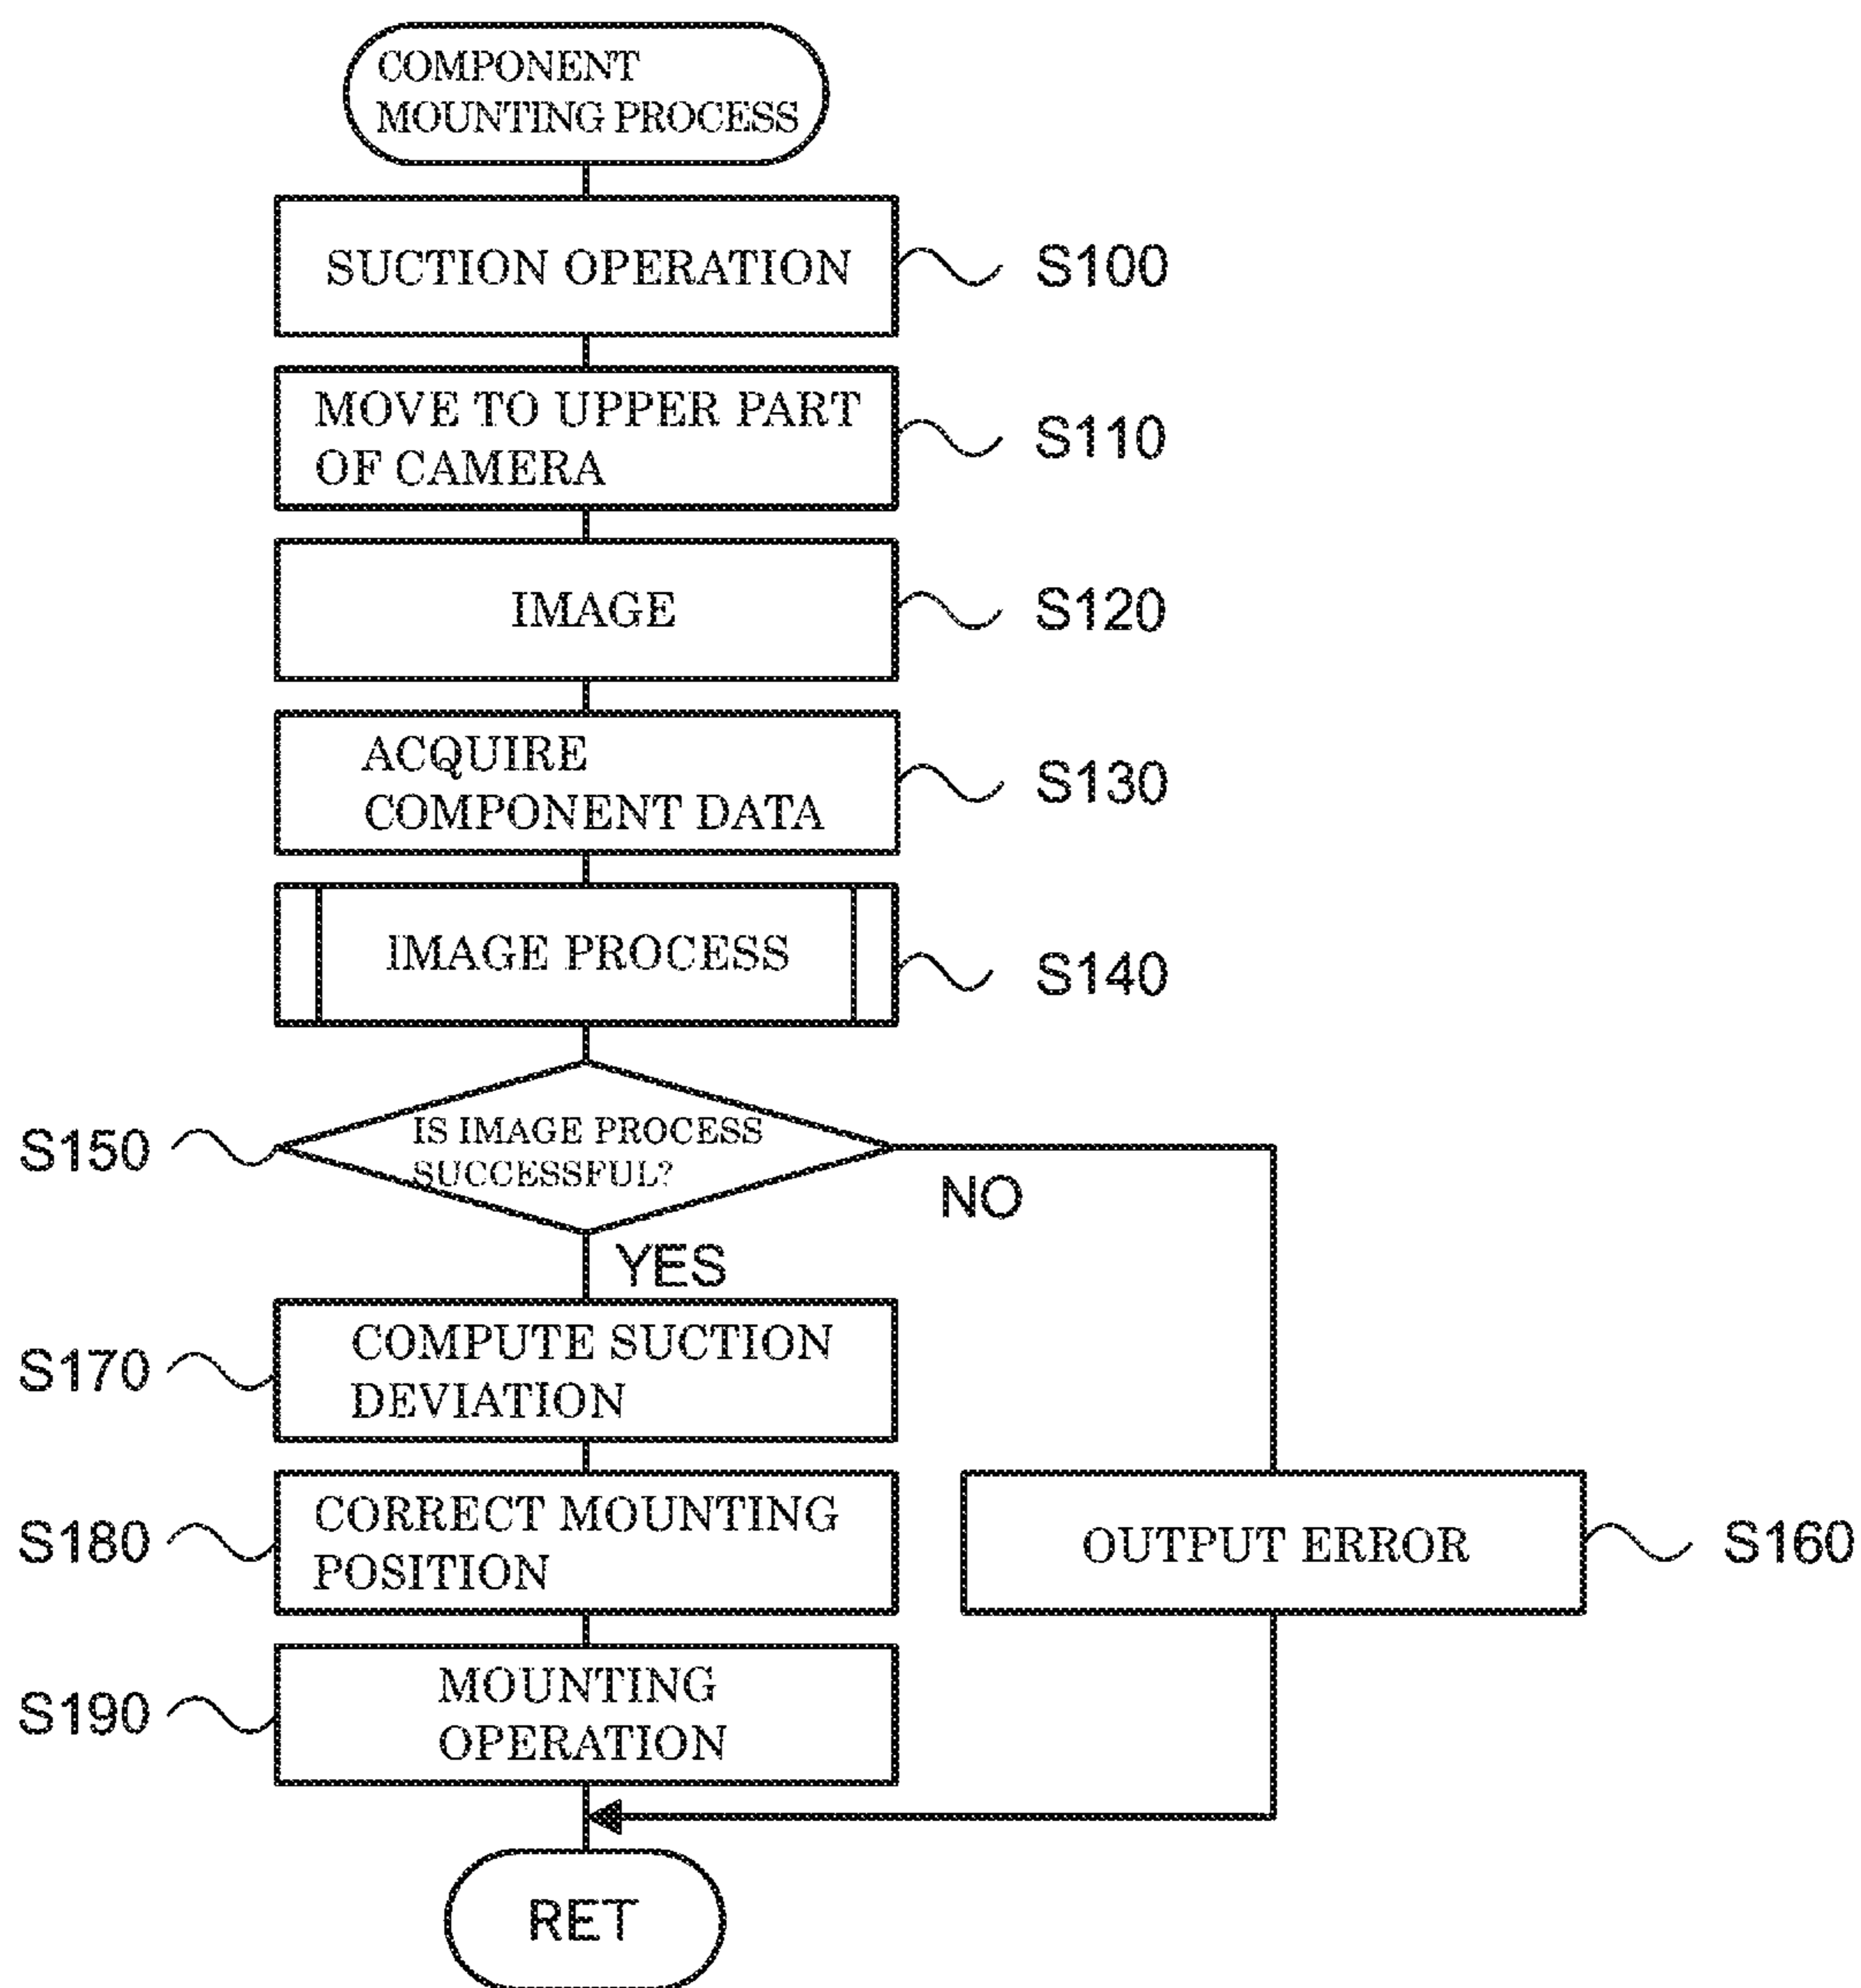 COMPONENT
MOUNTING PROCESS
SUCTION OPERATION
S100
MOVE TO UPPER PART
OF CAMERA
S110
IMAGE
S120
ACQUIRE
COMPONENT DATA
S130
IMAGE PROCESS
S140
S150
IS IMAGE PROCESS
SUCCESSFUL?
NO
YES
S170
COMPUTE SUCTION
DEVIATION
S180
CORRECT MOUNTING
POSITION
OUTPUT ERROR
S160
S190
MOUNTING
OPERATION
RET